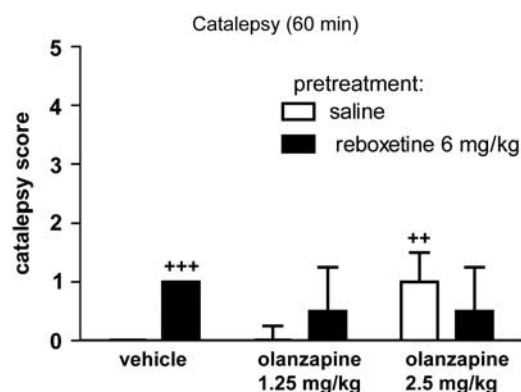 Catalepsy (60 min)
5
4
3
2
1
0
catalepsy score
pretreatment:
saline
reboxetine 6 mg/kg
+++
++
vehicle
olanzapine
1.25 mg/kg
olanzapine
2.5 mg/kg